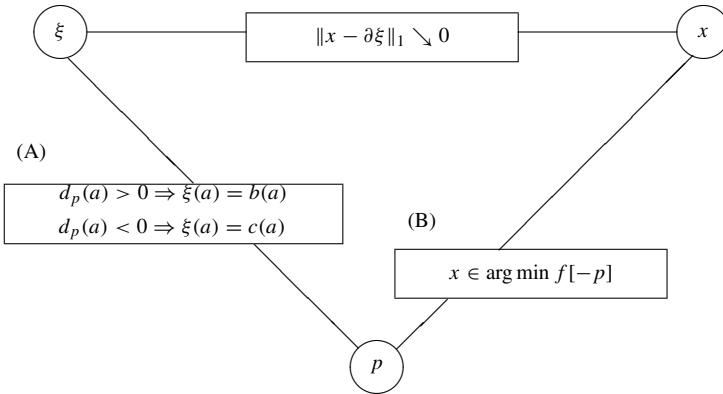 ξ
‖x − ∂ξ‖₁ ↘ 0
x
(A)
d_p(a) > 0 ⇒ ξ(a) = b(a)
d_p(a) < 0 ⇒ ξ(a) = c(a)
(B)
x ∈ arg min f[−p]
p